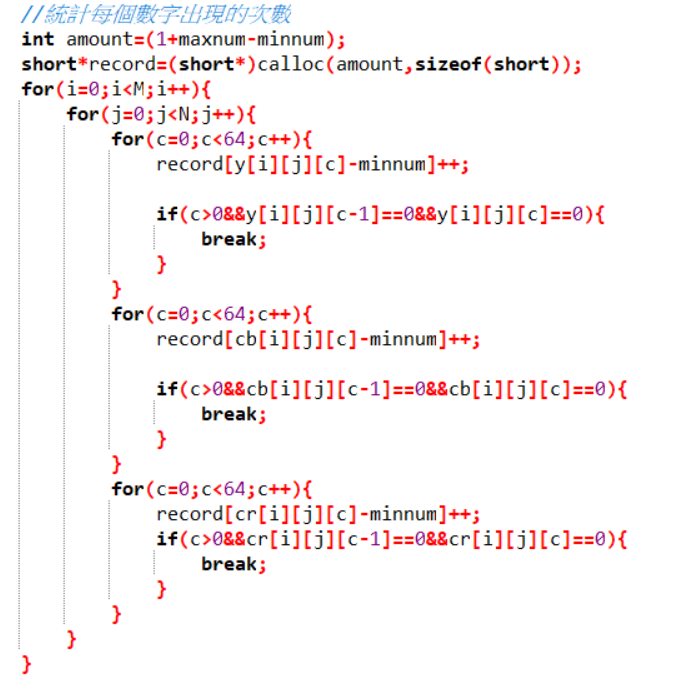 //統計每個數字出現的次數
int amount=(1+maxnum-minnum);
short*record=(short*)calloc(amount,sizeof(short));
for(i=0;i<M;i++){
    for(j=0;j<N;j++){
        for(c=0;c<64;c++){
            record[y[i][j][c]-minnum]++;

            if(c>0&&y[i][j][c-1]==0&&y[i][j][c]==0){
                break;
            }
        }
        for(c=0;c<64;c++){
            record[cb[i][j][c]-minnum]++;

            if(c>0&&cb[i][j][c-1]==0&&cb[i][j][c]==0){
                break;
            }
        }
        for(c=0;c<64;c++){
            record[cr[i][j][c]-minnum]++;
            if(c>0&&cr[i][j][c-1]==0&&cr[i][j][c]==0){
                break;
            }
        }
    }
}